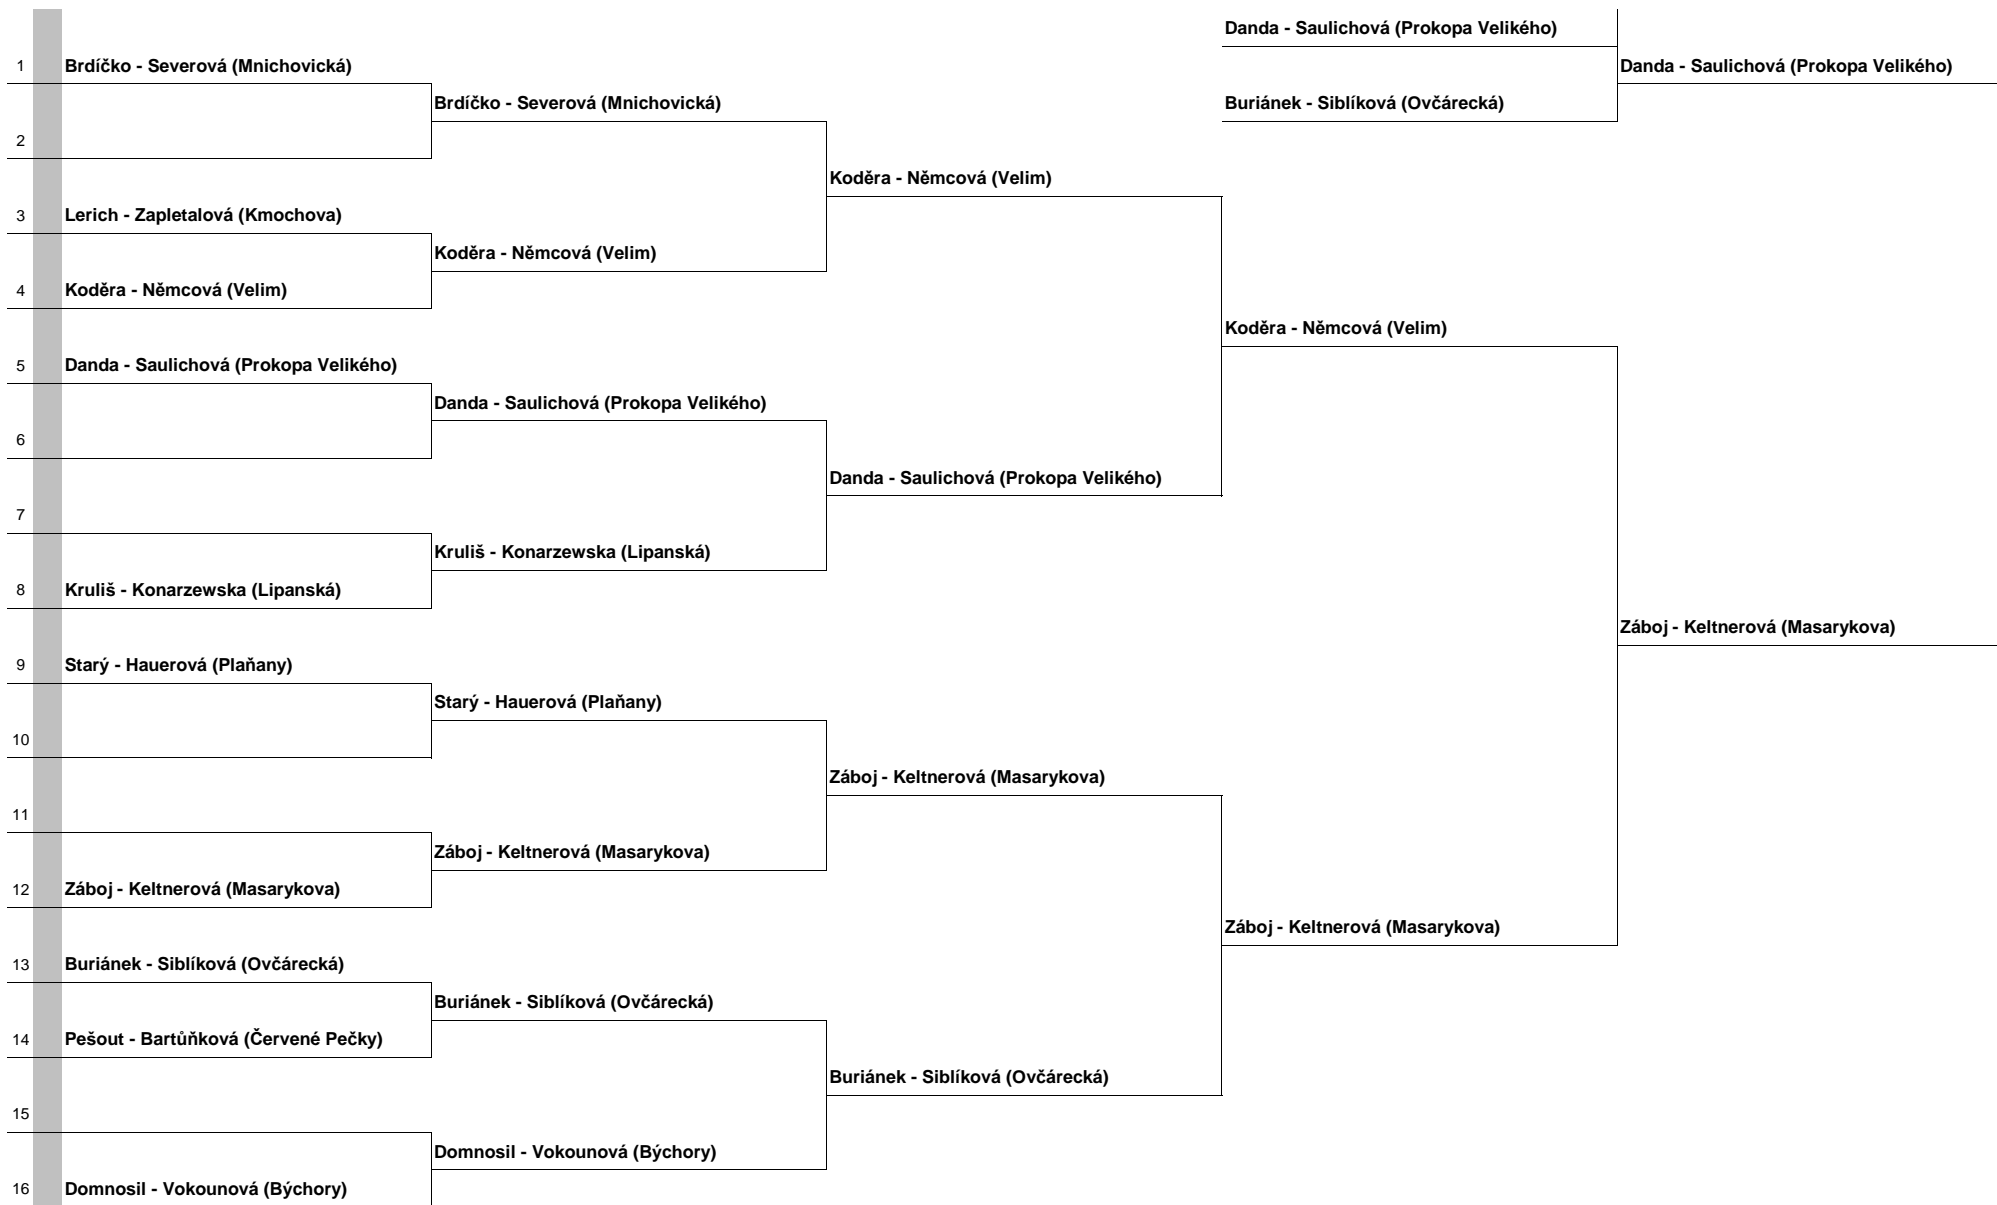 Danda - Saulichová (Prokopa Velikého)
1 Brdíčko - Severová (Mnichovická)
Danda - Saulichová (Prokopa Velikého)
Brdíčko - Severová (Mnichovická)
Buriánek - Siblíková (Ovčárecká)
2
Koděra - Němcová (Velim)
3 Lerich - Zapletalová (Kmochova)
Koděra - Němcová (Velim)
4 Koděra - Němcová (Velim)
Koděra - Němcová (Velim)
5 Danda - Saulichová (Prokopa Velikého)
Danda - Saulichová (Prokopa Velikého)
6
Danda - Saulichová (Prokopa Velikého)
7
Kruliš - Konarzewska (Lipanská)
8 Kruliš - Konarzewska (Lipanská)
Záboj - Keltnerová (Masarykova)
9 Starý - Hauerová (Plaňany)
Starý - Hauerová (Plaňany)
10
Záboj - Keltnerová (Masarykova)
11
Záboj - Keltnerová (Masarykova)
12 Záboj - Keltnerová (Masarykova)
Záboj - Keltnerová (Masarykova)
13 Buriánek - Siblíková (Ovčárecká)
Buriánek - Siblíková (Ovčárecká)
14 Pešout - Bartůňková (Červené Pečky)
Buriánek - Siblíková (Ovčárecká)
15
Domnosil - Vokounová (Býchory)
16 Domnosil - Vokounová (Býchory)